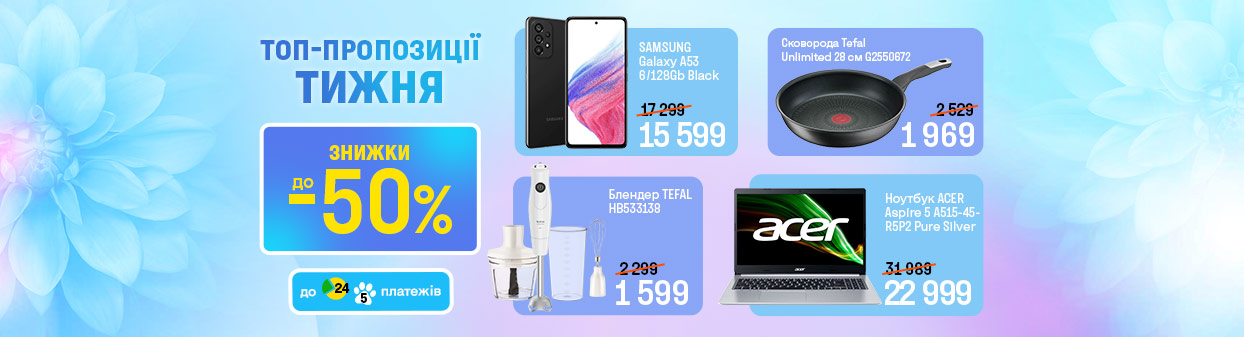 ТОП-ПРОПОЗИЦІЇ
ТИЖНЯ
ЗНИЖКИ
до
-50%
до 24 5 платежів
SAMSUNG
Galaxy A53
6/128Gb Black
17 299
15 599
Сковорода Tefal
Unlimited 28 см G2550672
2 529
1 969
Блендер TEFAL
HB533138
2 299
1 599
acer
acer
Ноутбук ACER
Aspire 5 A515-45-
R5P2 Pure Silver
31 989
22 999